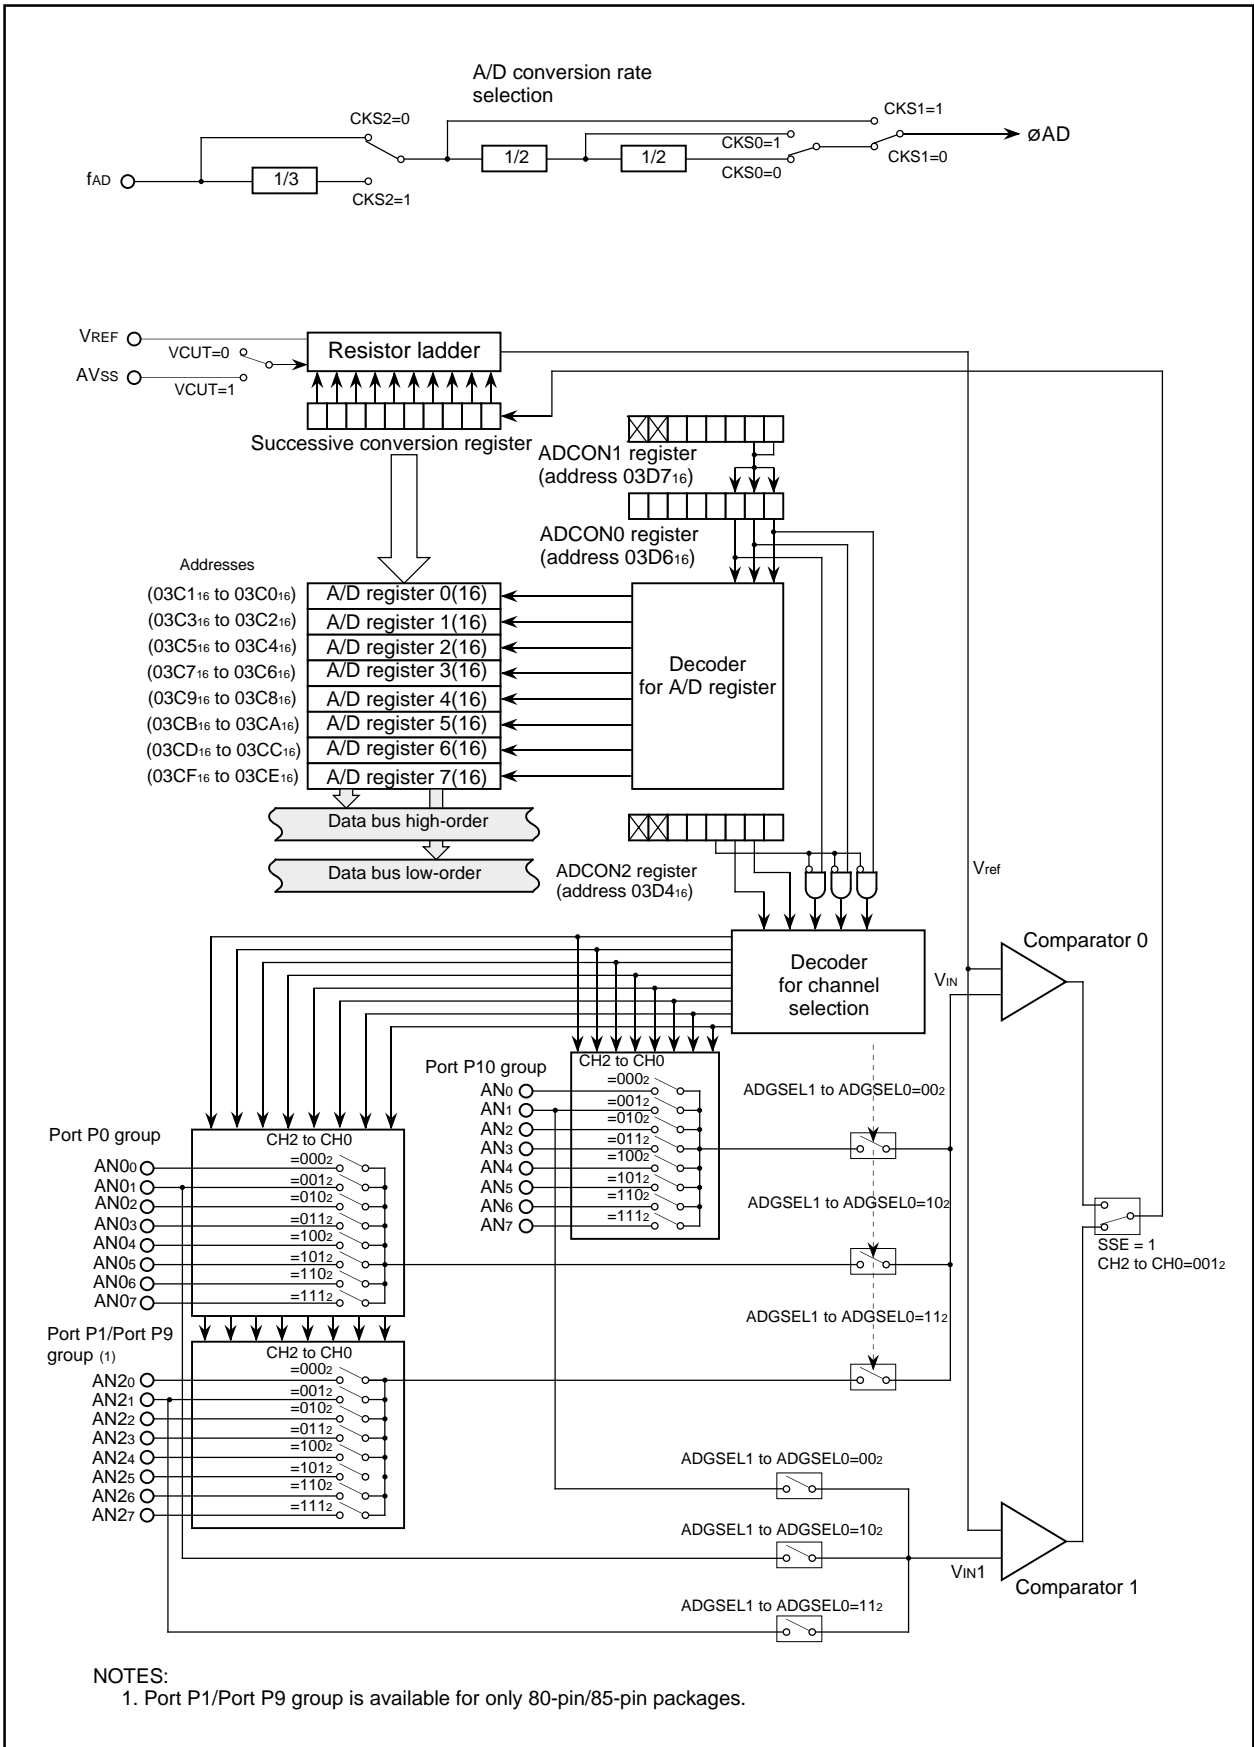 A/D conversion rate
selection
CKS2=0
CKS1=1
CKS0=1
øAD
1/2
1/2
CKS1=0
fAD
1/3
CKS0=0
CKS2=1
VREF
VCUT=0
Resistor ladder
AVSS
VCUT=1
Successive conversion register
ADCON1 register
(address 03D716)
ADCON0 register
(address 03D616)
Addresses
(03C116 to 03C016)
A/D register 0(16)
(03C316 to 03C216)
A/D register 1(16)
(03C516 to 03C416)
A/D register 2(16)
(03C716 to 03C616)
A/D register 3(16)
(03C916 to 03C816)
A/D register 4(16)
(03CB16 to 03CA16)
A/D register 5(16)
(03CD16 to 03CC16)
A/D register 6(16)
(03CF16 to 03CE16)
A/D register 7(16)
Decoder
for A/D register
Data bus high-order
Data bus low-order
ADCON2 register
(address 03D416)
Vref
Comparator 0
Decoder
for channel
selection
VIN
Port P10 group
CH2 to CH0
AN0
=0002
AN1
=0012
AN2
=0102
AN3
=0112
AN4
=1002
AN5
=1012
AN6
=1102
AN7
=1112
ADGSEL1 to ADGSEL0=002
ADGSEL1 to ADGSEL0=102
ADGSEL1 to ADGSEL0=112
SSE = 1
CH2 to CH0=0012
Port P0 group
CH2 to CH0
AN00
=0002
AN01
=0012
AN02
=0102
AN03
=0112
AN04
=1002
AN05
=1012
AN06
=1102
AN07
=1112
Port P1/Port P9
group (1)
CH2 to CH0
AN20
=0002
AN21
=0012
AN22
=0102
AN23
=0112
AN24
=1002
AN25
=1012
AN26
=1102
AN27
=1112
ADGSEL1 to ADGSEL0=002
ADGSEL1 to ADGSEL0=102
ADGSEL1 to ADGSEL0=112
VIN1
Comparator 1
NOTES:
1. Port P1/Port P9 group is available for only 80-pin/85-pin packages.